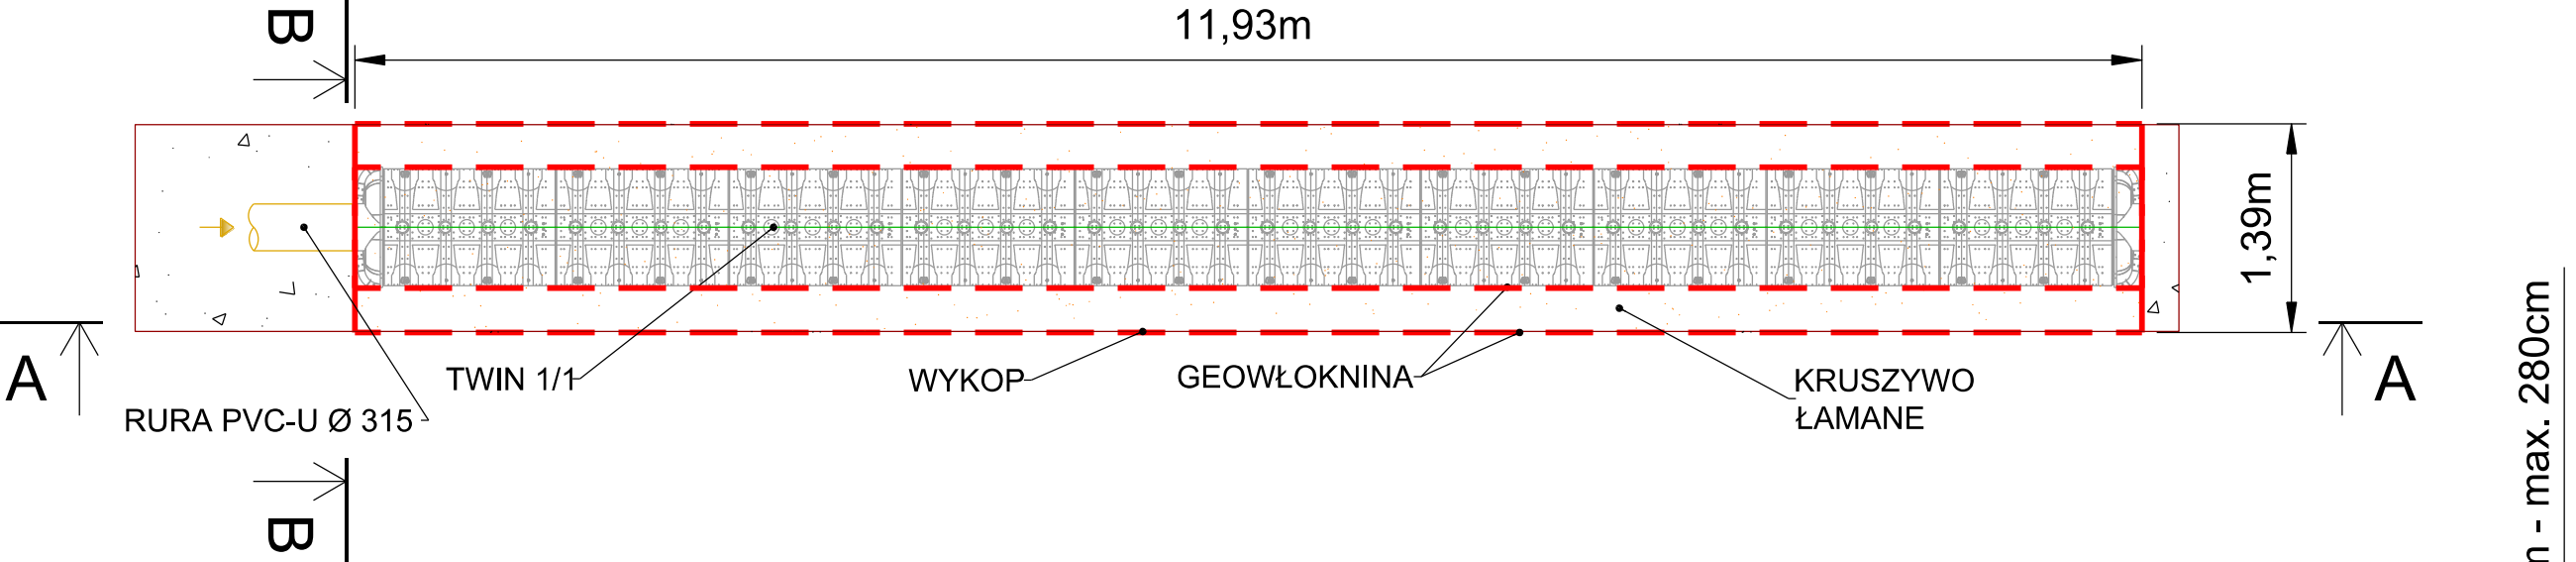 B
11,93m
1,39m
A
TWIN 1/1
WYKOP
GEOWŁOKNINA
KRUSZYWO
ŁAMANE
A
RURA PVC-U Ø 315
B
- max. 280cm